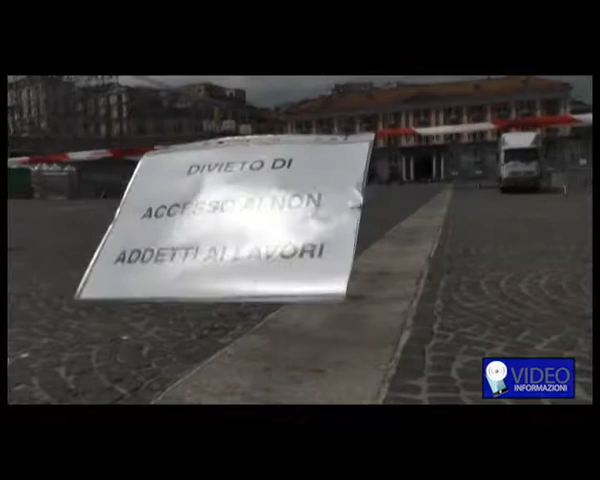 DIVIETO DI
ACCESSO AI NON
ADDETTI AI LAVORI
VIDEO
INFORMAZIONI